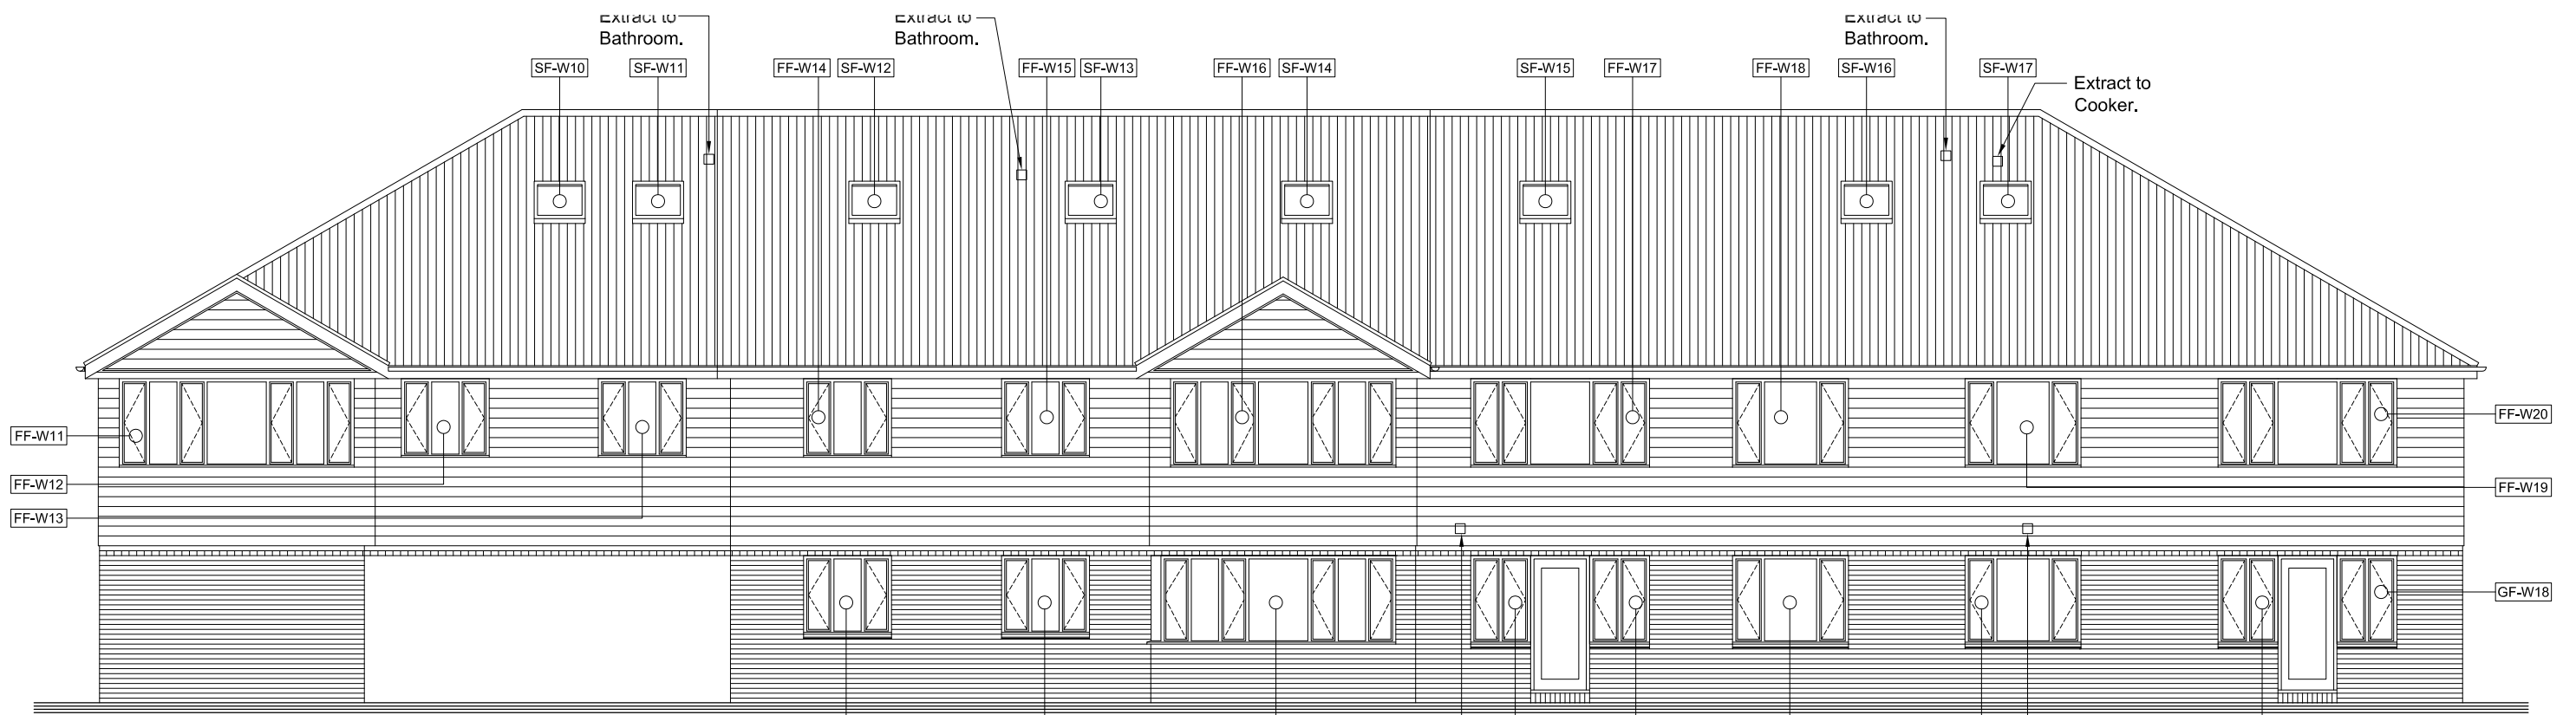 Extract to
Bathroom.
Extract to
Bathroom.
Extract to
Bathroom.
SF-W10
SF-W11
FF-W14
SF-W12
FF-W15
SF-W13
FF-W16
SF-W14
SF-W15
FF-W17
FF-W18
SF-W16
SF-W17
Extract to
Cooker.
FF-W11
FF-W20
FF-W12
FF-W19
FF-W13
GF-W18